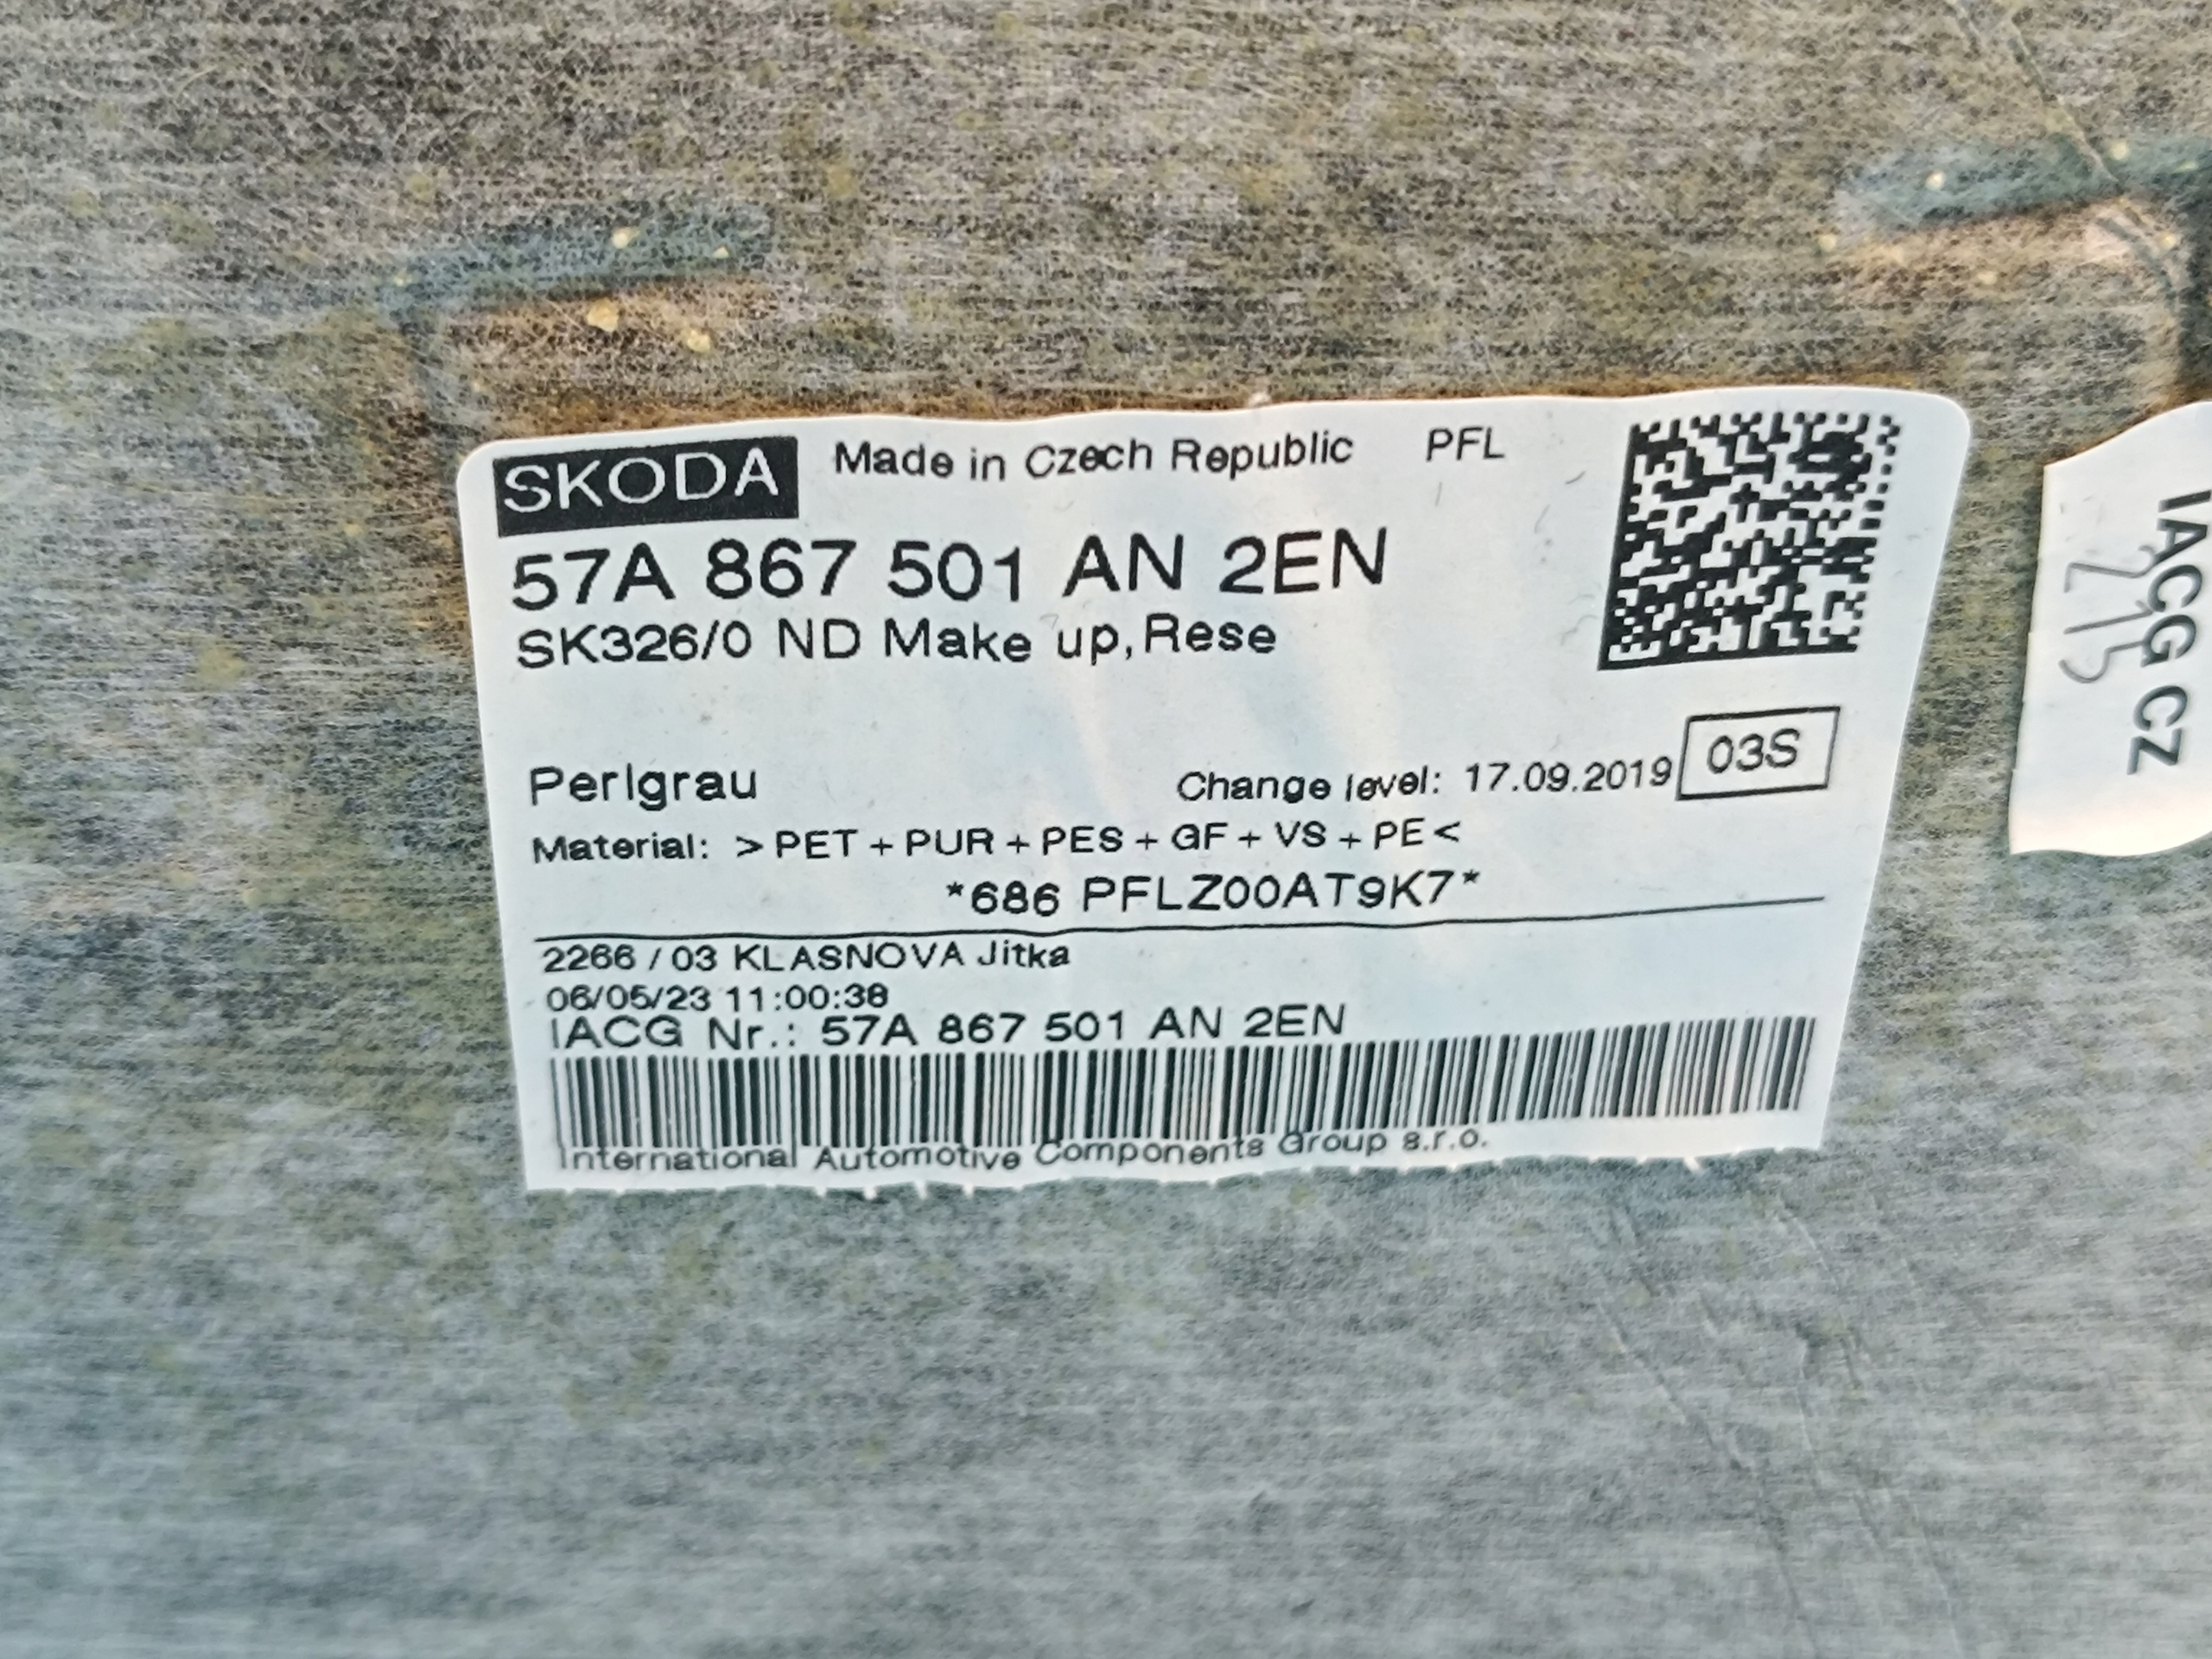 SKODA Made in Czech Republic PFL
57A 867 501 AN 2EN
SK326/0 ND Make up,Rese
Perlgrau Change level: 17.09.2019 03S
Material: >PET+PUR+PES+GF+VS+PE<
*686 PFLZ00AT9K7*
2266 / 03 KLASNOVA Jitka
06/05/23 11:00:38
IACG Nr.: 57A 867 501 AN 2EN
International Automotive Components Group s.r.o.
IACG CZ
215